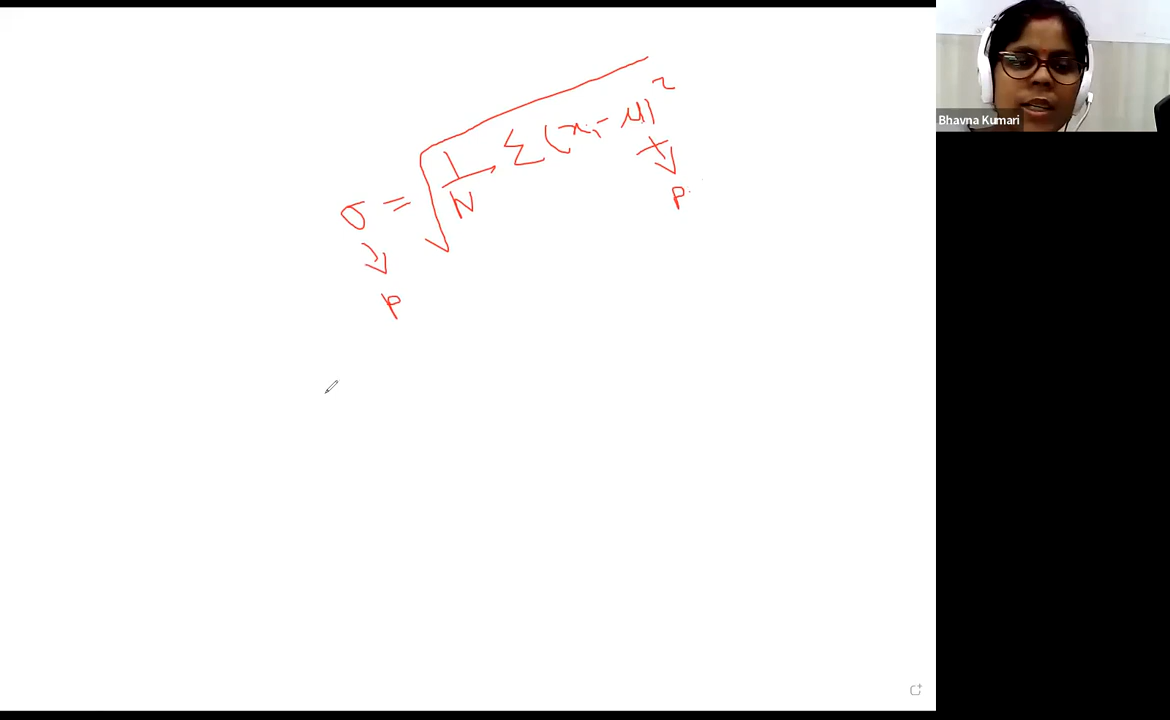 σ = √1/N Σ(xi - μ)²
P P
Bhavna Kumari